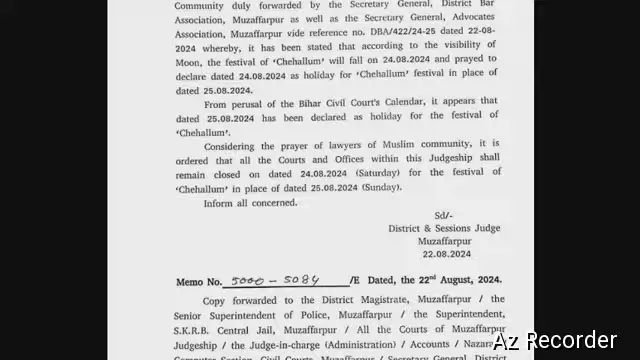 Community duly forwarded by the Secretary General, District Bar
Association, Muzaffarpur as well as the Secretary General, Advocates
Association, Muzaffarpur vide reference no. DBA/422/24-25 dated 22-08-
2024 whereby, it has been stated that according to the visibility of
Moon, the festival of ‘Chehallum’ will fall on 24.08.2024 and prayed to
declare dated 24.08.2024 as holiday for ‘Chehallum’ festival in place of
dated 25.08.2024.
From perusal of the Bihar Civil Court's Calendar, it appears that
dated 25.08.2024 has been declared as holiday for the festival of
‘Chehallum’.
Considering the prayer of lawyers of Muslim community, it is
ordered that all the Courts and Offices within this Judgeship shall
remain closed on dated 24.08.2024 (Saturday) for the festival of
‘Chehallum’ in place of dated 25.08.2024 (Sunday).
Inform all concerned.
Sd/-
District & Sessions Judge
Muzaffarpur
22.08.2024
Memo No. 5000 - 5084 /E Dated, the 22nd August, 2024.
Copy forwarded to the District Magistrate, Muzaffarpur / the
Senior Superintendent of Police, Muzaffarpur / the Superintendent,
S.K.R.B. Central Jail, Muzaffarpur / All the Courts of Muzaffarpur
Judgeship / the Judge-in-charge (Administration) / Accounts / Nazarat
Computer Section, Civil Courts, Muzaffarpur / Secretary General, District
Az Recorder